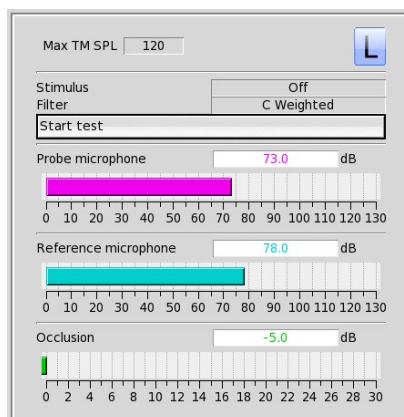 Max TM SPL 120 L
Stimulus Off
Filter C Weighted
Start test
Probe microphone 73.0 dB
0 10 20 30 40 50 60 70 80 90 100 110 120 130
Reference microphone 78.0 dB
0 10 20 30 40 50 60 70 80 90 100 110 120 130
Occlusion -5.0 dB
0 2 4 6 8 10 12 14 16 18 20 22 24 26 28 30